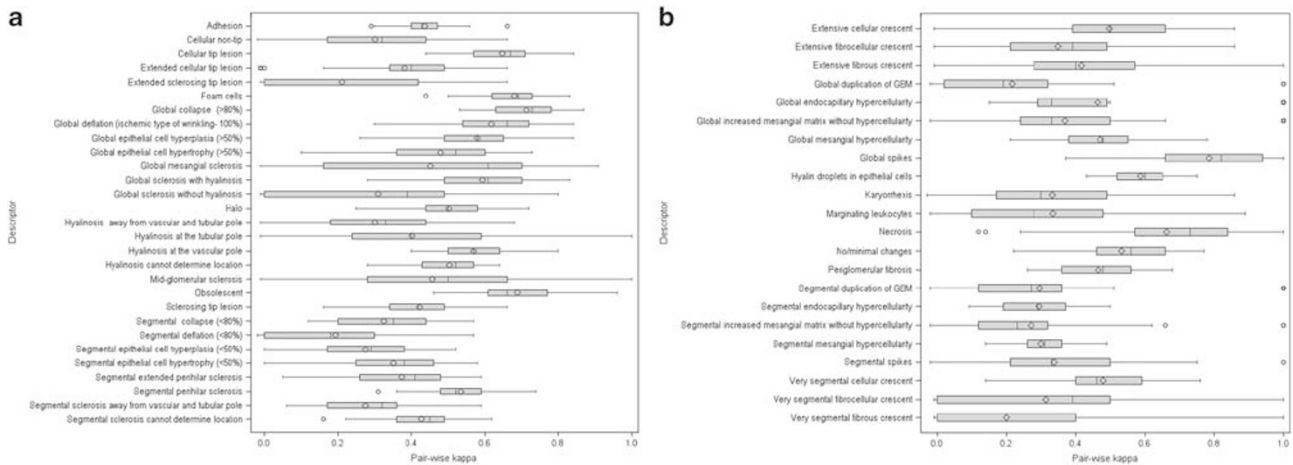 a
Adhesion
Cellular non-tip
Cellular tip lesion
Extended cellular tip lesion
Extended sclerosing tip lesion
Foam cells
Global collapse (>80%)
Global deflation (ischemic type of wrinkling- 100%)
Global epithelial cell hyperplasia (>50%)
Global epithelial cell hypertrophy (>50%)
Global mesangial sclerosis
Global sclerosis with hyalinosis
Global sclerosis without hyalinosis
Halo
Hyalinosis away from vascular and tubular pole
Hyalinosis at the tubular pole
Hyalinosis at the vascular pole
Hyalinosis cannot determine location
Mid-glomerular sclerosis
Obsolescent
Sclerosing tip lesion
Segmental collapse (<80%)
Segmental deflation (<80%)
Segmental epithelial cell hyperplasia (<50%)
Segmental epithelial cell hypertrophy (<50%)
Segmental extended perihilar sclerosis
Segmental perihilar sclerosis
Segmental sclerosis away from vascular and tubular pole
Segmental sclerosis cannot determine location
Descriptor
0.0 0.2 0.4 0.6 0.8 1.0
Pair-wise kappa
b
Extensive cellular crescent
Extensive fibrocellular crescent
Extensive fibrous crescent
Global duplication of GBM
Global endocapillary hypercellularity
Global increased mesangial matrix without hypercellularity
Global mesangial hypercellularity
Global spikes
Hyalin droplets in epithelial cells
Karyorrhexis
Marginating leukocytes
Necrosis
No/minimal changes
Periglomerular fibrosis
Segmental duplication of GBM
Segmental endocapillary hypercellularity
Segmental increased mesangial matrix without hypercellularity
Segmental mesangial hypercellularity
Segmental spikes
Very segmental cellular crescent
Very segmental fibrocellular crescent
Very segmental fibrous crescent
Descriptor
0.0 0.2 0.4 0.6 0.8 1.0
Pair-wise kappa